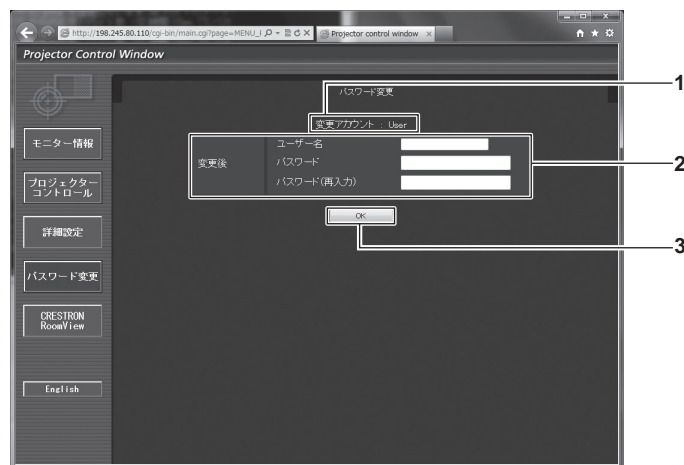 http://198.245.80.110/cgi-bin/main.cgi?page=MENU_
Projector control window
Projector Control Window
パスワード変更
1
変更アカウント : User
モニター情報
変更後
ユーザー名
パスワード
パスワード(再入力)
2
プロジェクター
コントロール
OK
3
詳細設定
パスワード変更
CRESTRON
RoomView
English